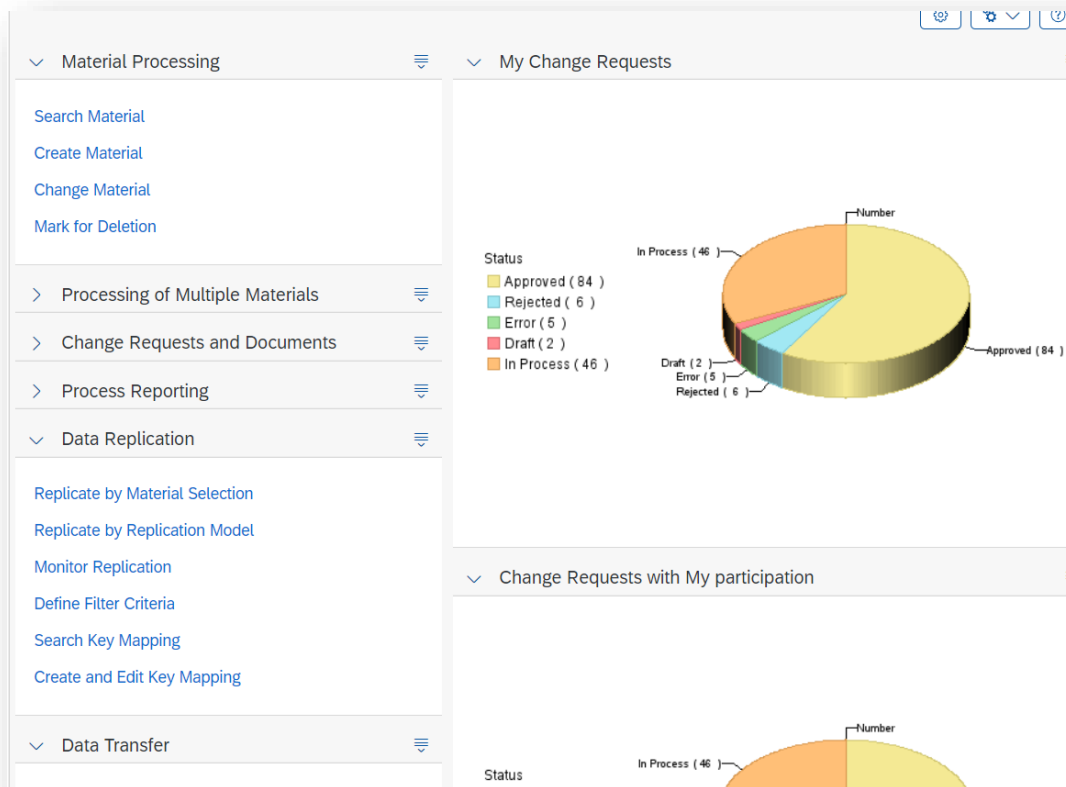 Material Processing
Search Material
Create Material
Change Material
Mark for Deletion
Processing of Multiple Materials
Change Requests and Documents
Process Reporting
Data Replication
Replicate by Material Selection
Replicate by Replication Model
Monitor Replication
Define Filter Criteria
Search Key Mapping
Create and Edit Key Mapping
Data Transfer
My Change Requests
Status
Approved ( 84 )
Rejected ( 6 )
Error ( 5 )
Draft ( 2 )
In Process ( 46 )
Number
In Process ( 46 )
Draft ( 2 )
Error ( 5 )
Rejected ( 6 )
Approved ( 84 )
Change Requests with My participation
Status
Number
In Process ( 46 )